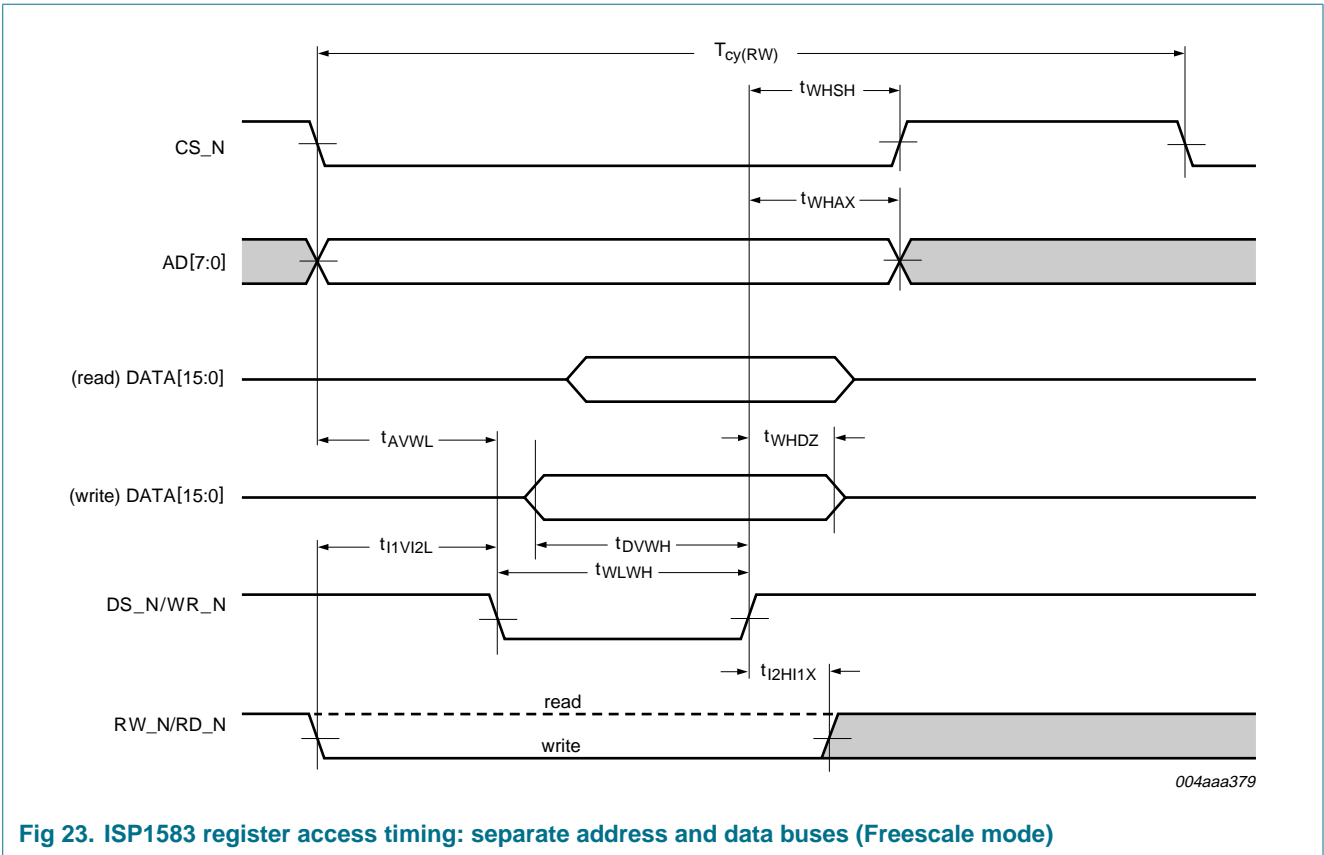 Tcy(RW)
tWHSH
CS_N
tWHAX
AD[7:0]
(read) DATA[15:0]
tAVWL
tWHDZ
(write) DATA[15:0]
tI1VI2L
tDVWH
tWLWH
DS_N/WR_N
tI2HI1X
read
RW_N/RD_N
write
004aaa379
Fig 23. ISP1583 register access timing: separate address and data buses (Freescale mode)